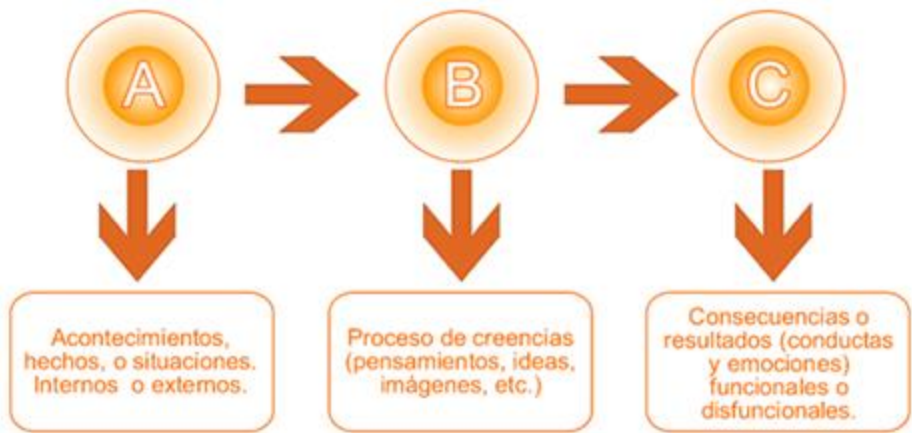 A
B
C
Acontecimientos,
hechos, o situaciones.
Internos o externos.
Proceso de creencias
(pensamientos, ideas,
imágenes, etc.)
Consecuencias o
resultados (conductas
y emociones)
funcionales o
disfuncionales.